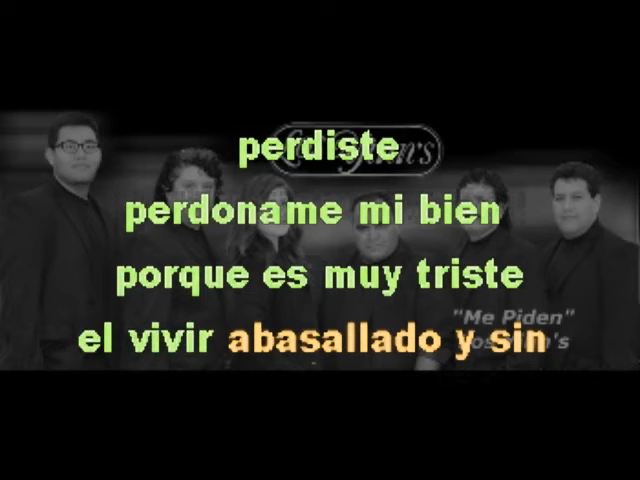 perdiste
perdoname mi bien
porque es muy triste
"Me Piden"
el vivir abasallado y sin